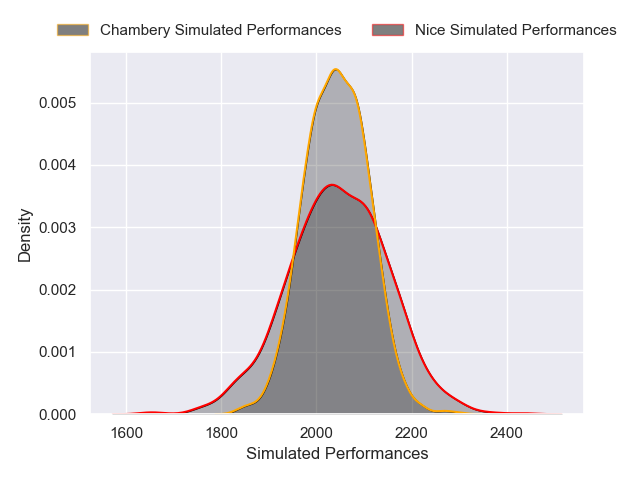 Chambery Simulated Performances Nice Simulated Performances
0.005
0.004
0.003
0.002
0.001
0.000
Density
1600 1800 2000 2200 2400
Simulated Performances